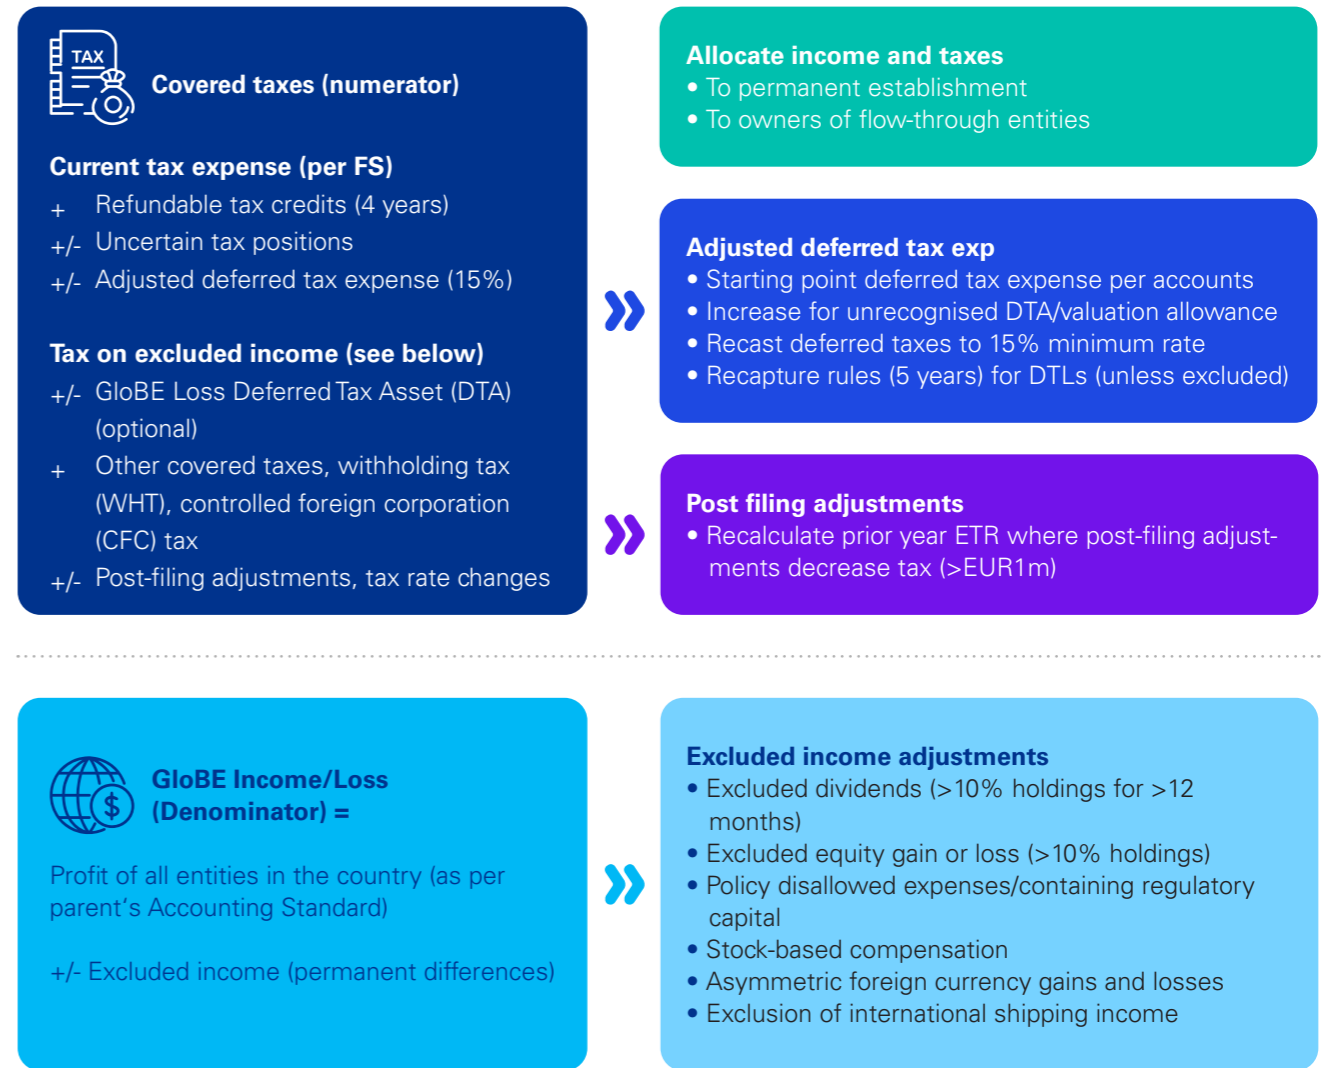 TAX
Covered taxes (numerator)
Current tax expense (per FS)
+ Refundable tax credits (4 years)
+/- Uncertain tax positions
+/- Adjusted deferred tax expense (15%)
Tax on excluded income (see below)
+/- GloBE Loss Deferred Tax Asset (DTA)
(optional)
+ Other covered taxes, withholding tax
(WHT), controlled foreign corporation
(CFC) tax
+/- Post-filing adjustments, tax rate changes
Allocate income and taxes
• To permanent establishment
• To owners of flow-through entities
Adjusted deferred tax exp
• Starting point deferred tax expense per accounts
• Increase for unrecognised DTA/valuation allowance
• Recast deferred taxes to 15% minimum rate
• Recapture rules (5 years) for DTLs (unless excluded)
Post filing adjustments
• Recalculate prior year ETR where post-filing adjust-
ments decrease tax (>EUR1m)
$
GloBE Income/Loss
(Denominator) =
Profit of all entities in the country (as per
parent‘s Accounting Standard)
+/- Excluded income (permanent differences)
Excluded income adjustments
• Excluded dividends (>10% holdings for >12
months)
• Excluded equity gain or loss (>10% holdings)
• Policy disallowed expenses/containing regulatory
capital
• Stock-based compensation
• Asymmetric foreign currency gains and losses
• Exclusion of international shipping income